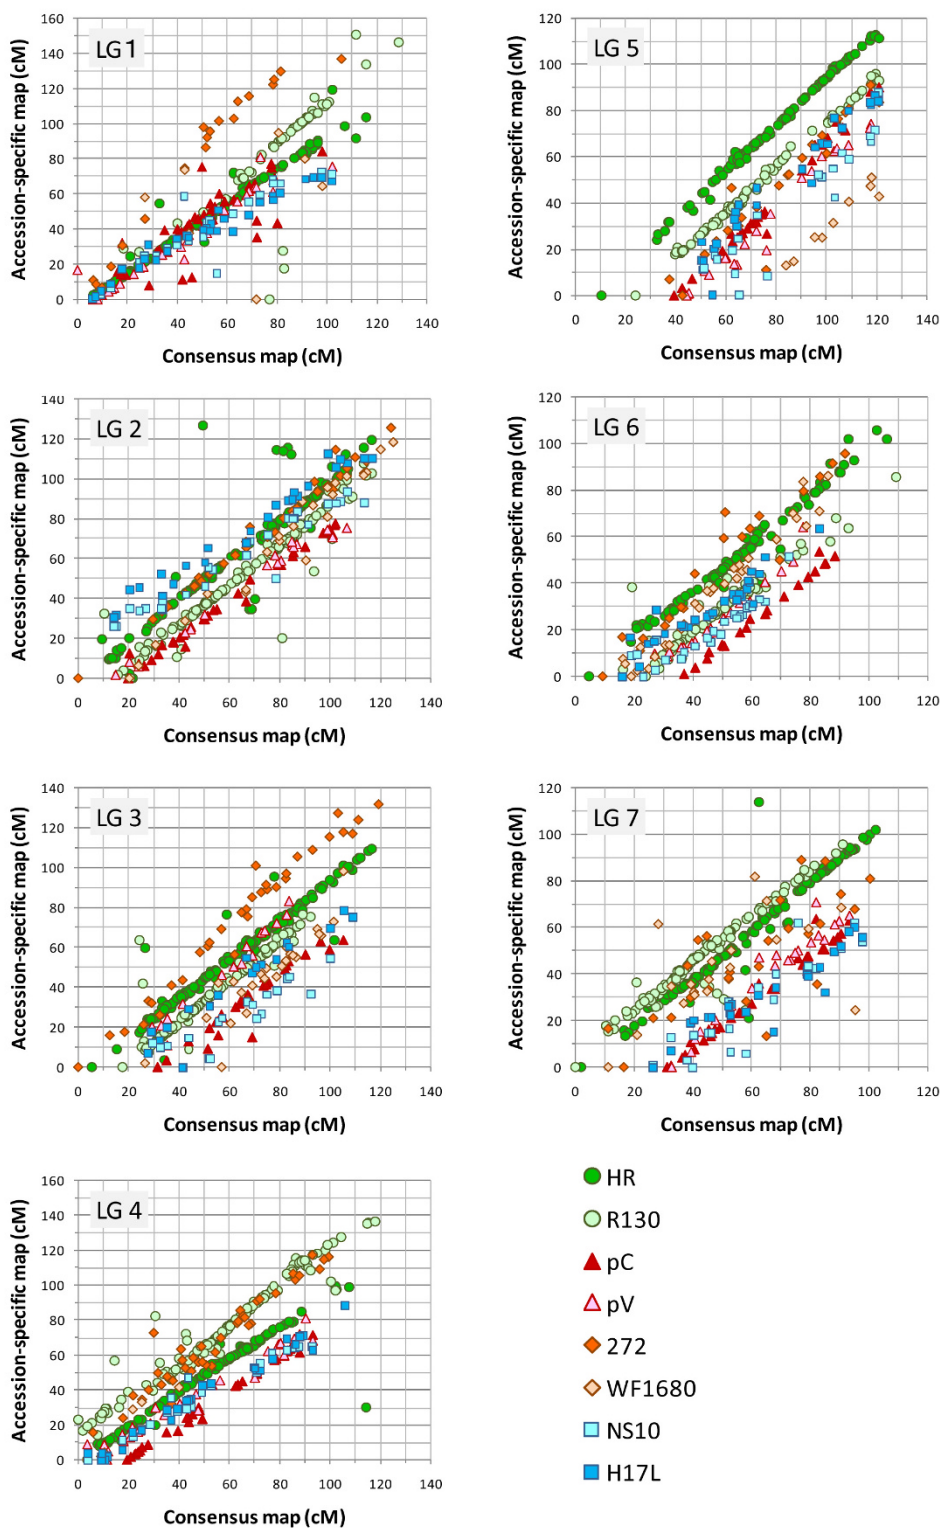 LG1
Accession-specific map (cM)
160
140
120
100
80
60
40
20
0
0 20 40 60 80 100 120 140
Consensus map (cM)
LG 5
Accession-specific map (cM)
120
100
80
60
40
20
0
0 20 40 60 80 100 120 140
Consensus map (cM)
LG 2
Accession-specific map (cM)
140
120
100
80
60
40
20
0
0 20 40 60 80 100 120 140
Consensus map (cM)
LG 6
Accession-specific map (cM)
120
100
80
60
40
20
0
0 20 40 60 80 100 120
Consensus map (cM)
LG 3
Accession-specific map (cM)
140
120
100
80
60
40
20
0
0 20 40 60 80 100 120 140
Consensus map (cM)
LG 7
Accession-specific map (cM)
120
100
80
60
40
20
0
0 20 40 60 80 100 120
Consensus map (cM)
LG 4
Accession-specific map (cM)
160
140
120
100
80
60
40
20
0
0 20 40 60 80 100 120 140
Consensus map (cM)
HR
R130
pC
pV
272
WF1680
NS10
H17L